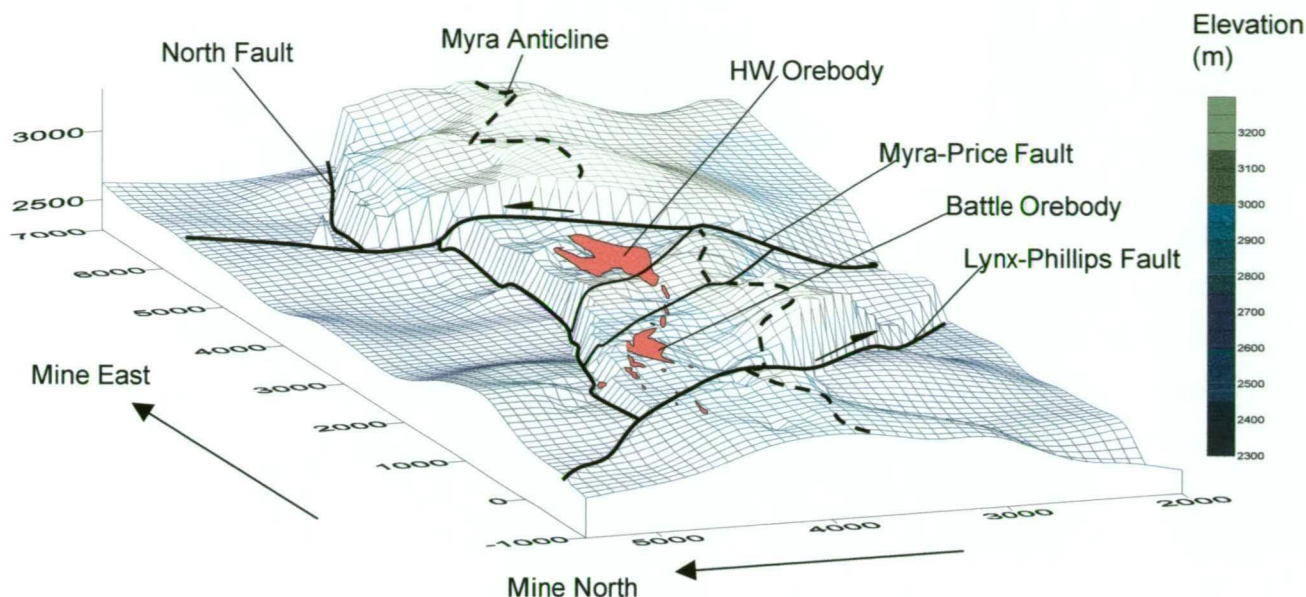 Elevation
(m)
Myra Anticline
North Fault
HW Orebody
Myra-Price Fault
Battle Orebody
Lynx-Phillips Fault
3200
3100
3000
2900
2800
2700
2600
2500
2400
2300
3000
2500
7000
6000
5000
4000
3000
2000
1000
0
-1000
5000
4000
3000
2000
Mine East
Mine North